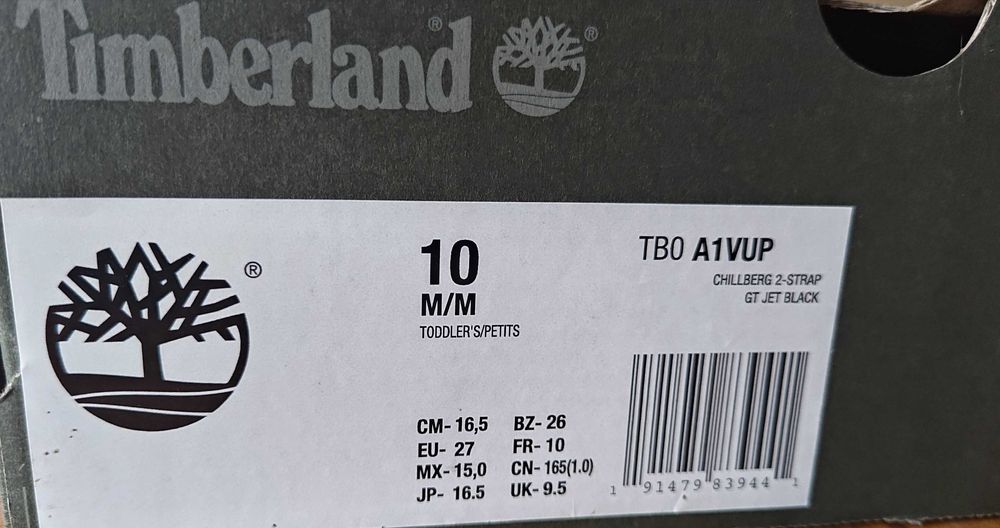 Timberland®
®
®
10
M/M
TODDLER'S/PETITS
TB0 A1VUP
CHILLBERG 2-STRAP
GT JET BLACK
CM- 16,5 BZ- 26
EU- 27 FR- 10
MX- 15,0 CN- 165(1.0)
JP- 16.5 UK- 9.5
1 91479 83944 1